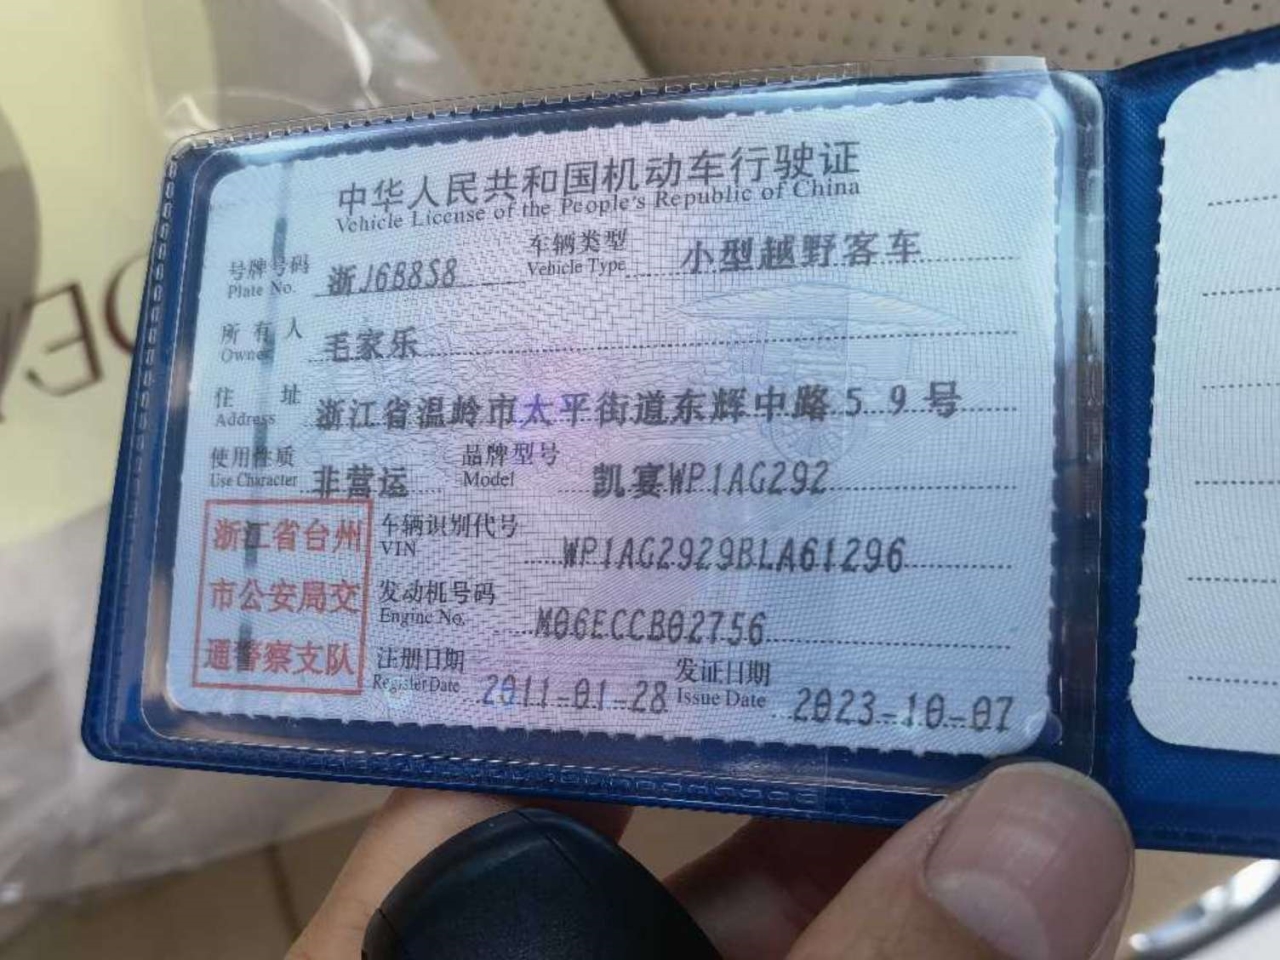 中华人民共和国机动车行驶证
Vehicle License of the People's Republic of China
号牌号码 浙J6B8S8 车辆类型 小型越野客车
Plate No. Vehicle Type
所有人 毛家乐
Owner
住址 浙江省温岭市太平街道东辉中路59号
Address
使用性质 非营运 品牌型号 凯宴WP1AG292
Use Character Model
浙江省台州
市公安局交
通警察支队
车辆识别代号 WP1AG2929BLA61296
VIN
发动机号码 M06ECCB02756
Engine No.
注册日期 2011-01-28 发证日期 2023-10-07
Register Date Issue Date